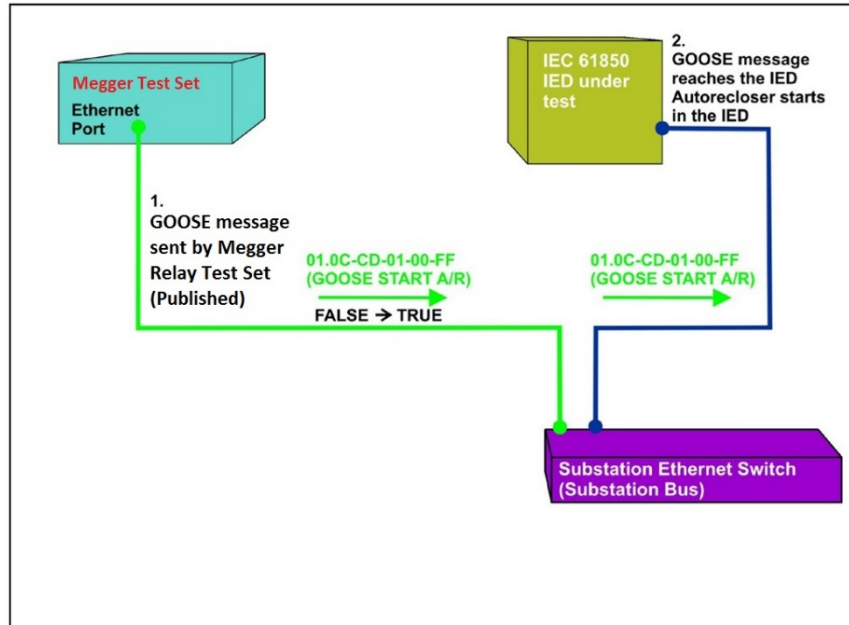 Megger Test Set
Ethernet
Port
IEC 61850
IED under
test
2.
GOOSE message
reaches the IED
Autorecloser starts
in the IED
1.
GOOSE message
sent by Megger
Relay Test Set
(Published)
01.0C-CD-01-00-FF
(GOOSE START A/R)
FALSE → TRUE
01.0C-CD-01-00-FF
(GOOSE START A/R)
Substation Ethernet Switch
(Substation Bus)